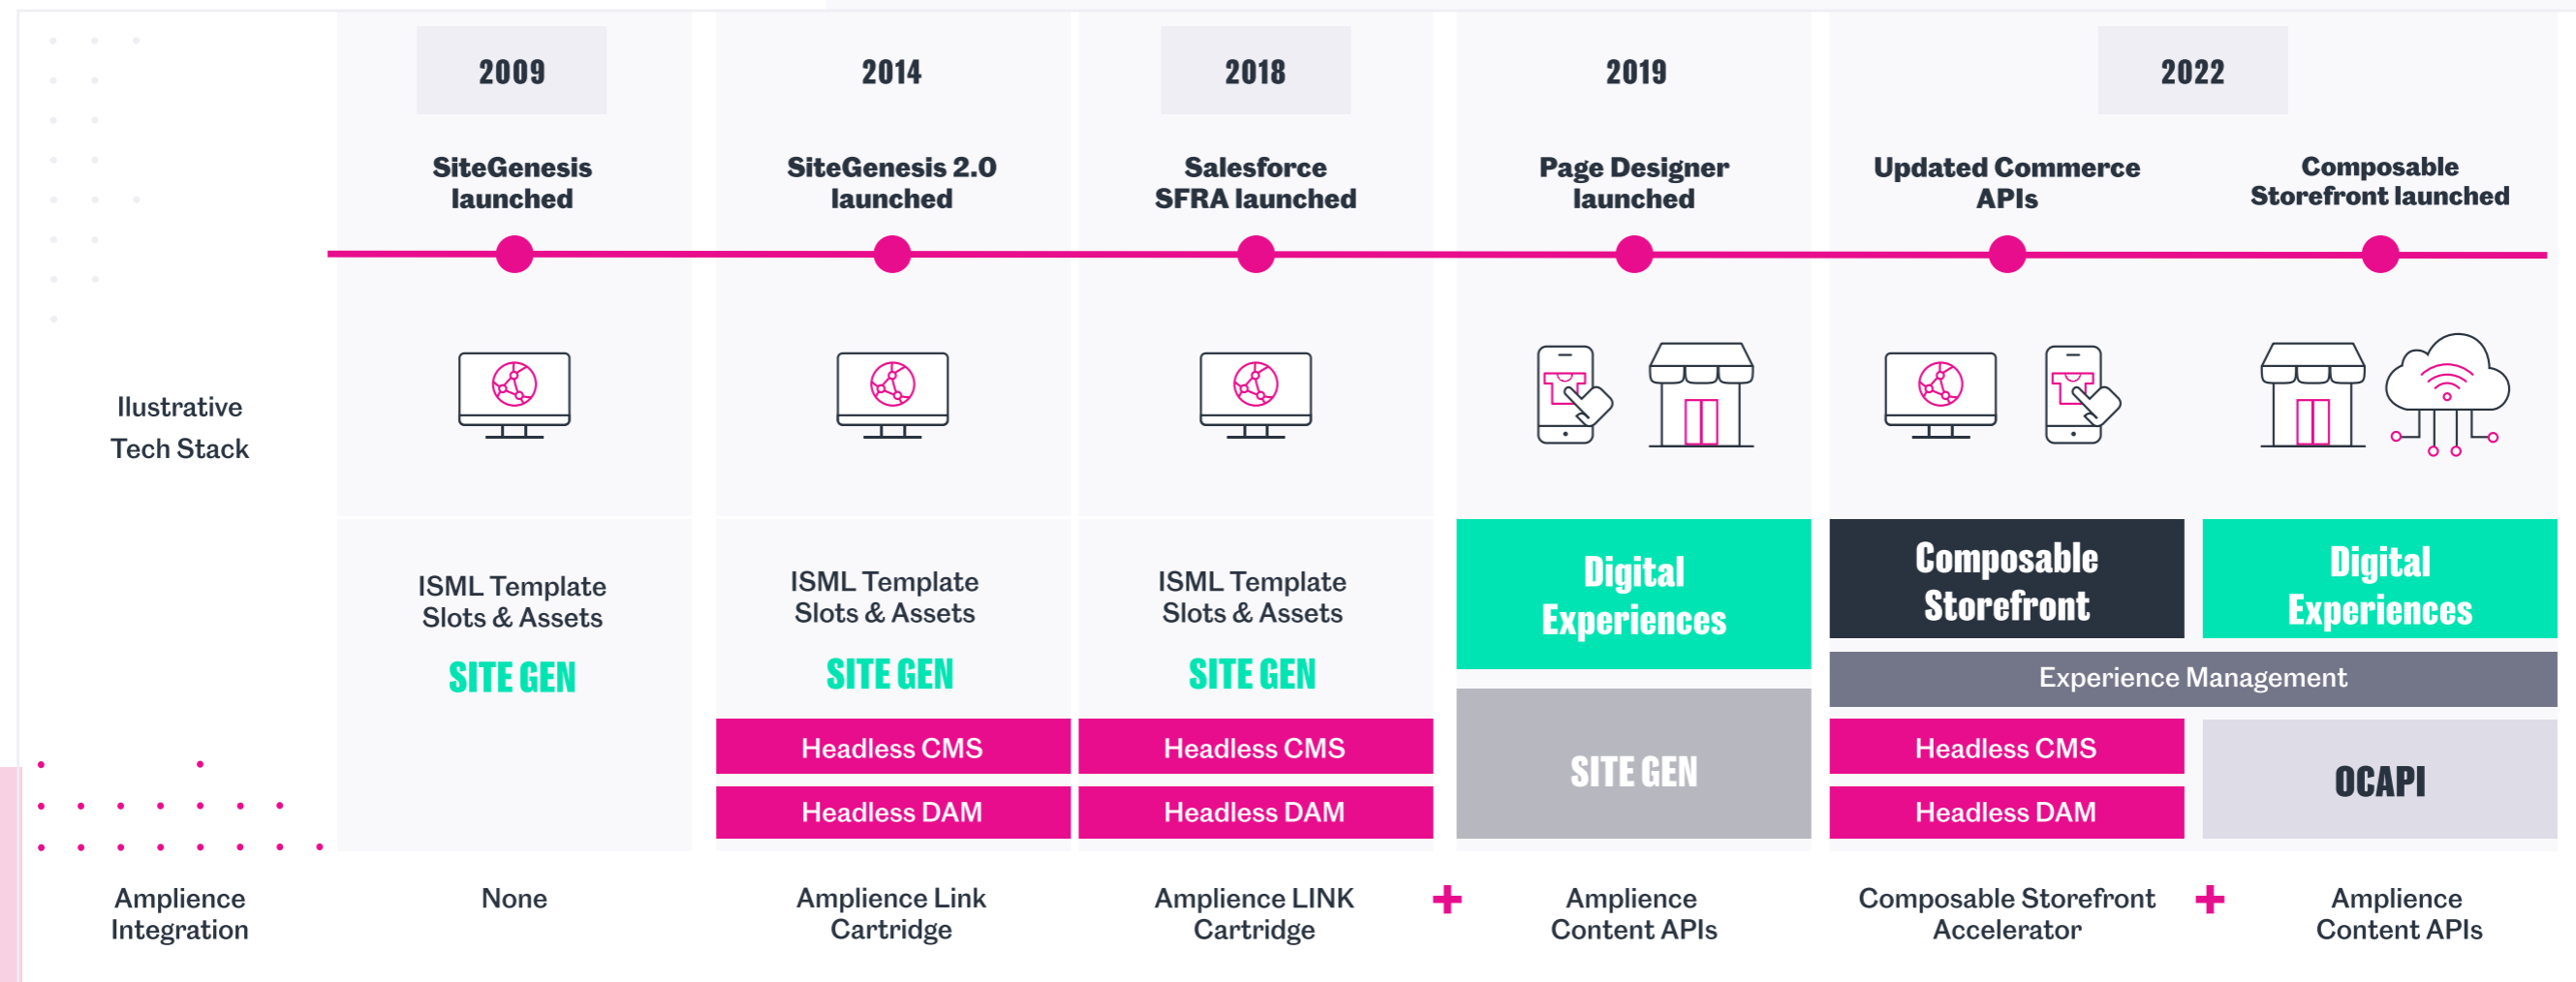 2009
2014
2018
2019
2022
SiteGenesis
launched
SiteGenesis 2.0
launched
Salesforce
SFRA launched
Page Designer
launched
Updated Commerce
APIs
Composable
Storefront launched
Ilustrative
Tech Stack
ISML Template
Slots & Assets
SITE GEN
ISML Template
Slots & Assets
SITE GEN
Headless CMS
Headless DAM
ISML Template
Slots & Assets
SITE GEN
Headless CMS
Headless DAM
Digital
Experiences
SITE GEN
Composable
Storefront
Digital
Experiences
Experience Management
Headless CMS
Headless DAM
OCAPI
Amplience
Integration
None
Amplience Link
Cartridge
Amplience LINK
Cartridge
+
Amplience
Content APIs
Composable Storefront
Accelerator
+
Amplience
Content APIs